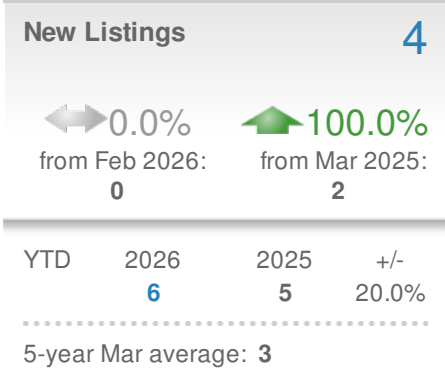 New Listings 4
0.0% 100.0%
from Feb 2026: from Mar 2025:
0 2
YTD 2026 2025 +/-
6 5 20.0%
5-year Mar average: 3